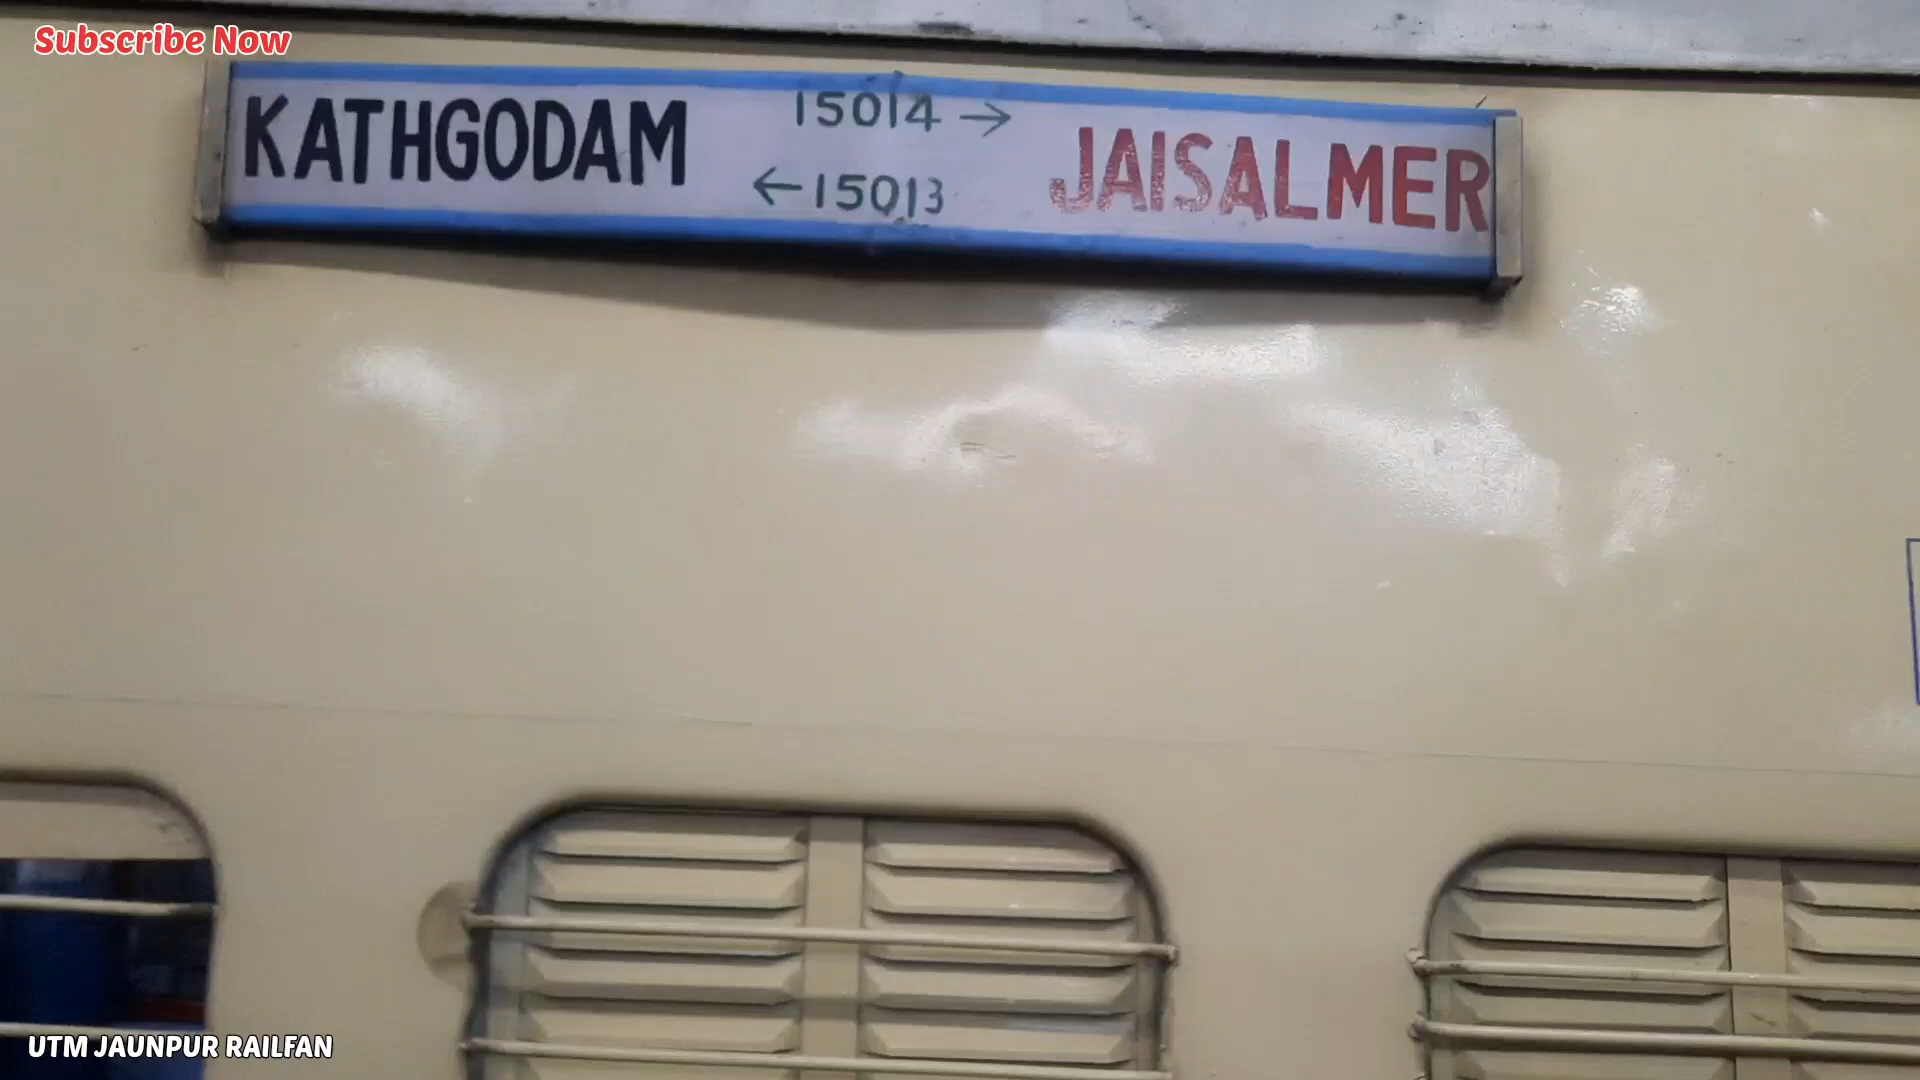 Subscribe Now
KATHGODAM 15014 → JAISALMER
←15013
UTM JAUNPUR RAILFAN